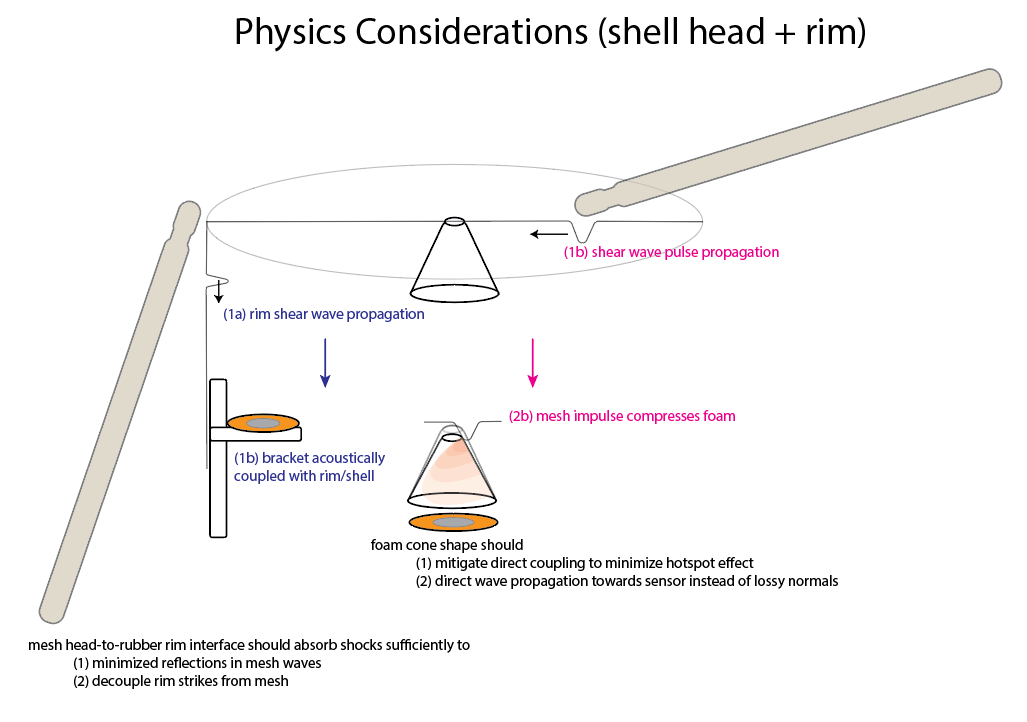 Physics Considerations (shell head + rim)
(1b) shear wave pulse propagation
(1a) rim shear wave propagation
(2b) mesh impulse compresses foam
(1b) bracket acoustically
coupled with rim/shell
foam cone shape should
(1) mitigate direct coupling to minimize hotspot effect
(2) direct wave propagation towards sensor instead of lossy normals
mesh head-to-rubber rim interface should absorb shocks sufficiently to
(1) minimized reflections in mesh waves
(2) decouple rim strikes from mesh